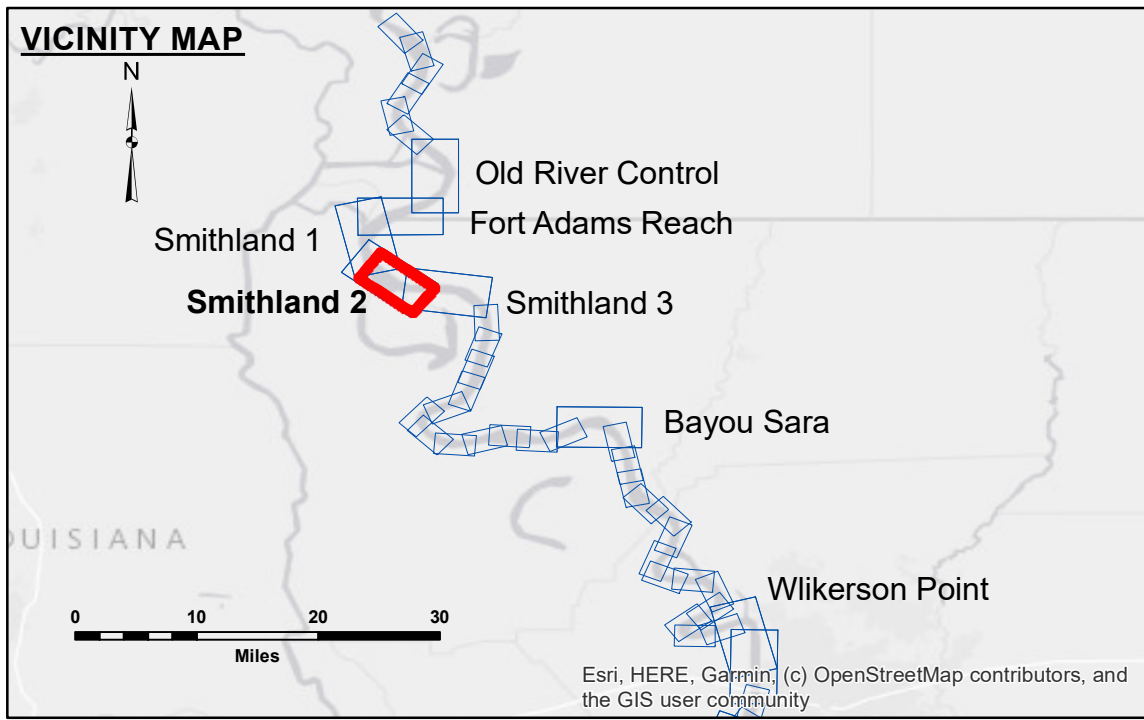 VICINITY MAP
N
Old River Control
Fort Adams Reach
Smithland 1
Smithland 2
Smithland 3
Bayou Sara
OUISIANA
Wlikerson Point
0 10 20 30
Miles
Esri, HERE, Garmin, (c) OpenStreetMap contributors, and
the GIS user community